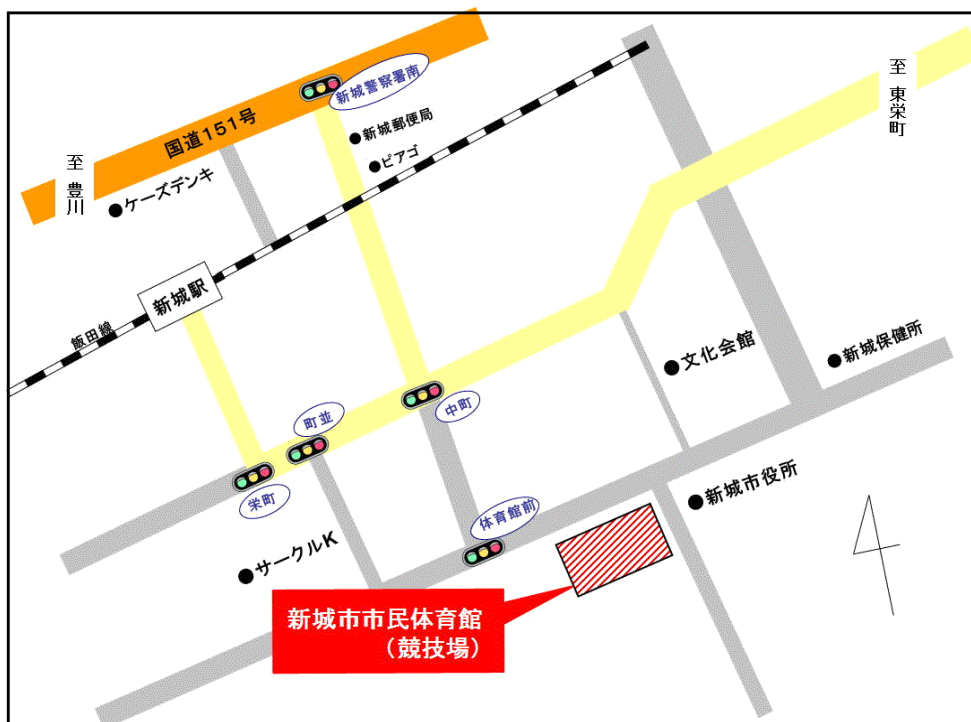 新城警察署南
国道151号
新城郵便局
ピアゴ
至 東栄町
至 豊川
ケーズデンキ
新城駅
飯田線
文化会館
新城保健所
町並
中町
栄町
体育館前
新城市役所
サークルK
新城市市民体育館
（競技場）